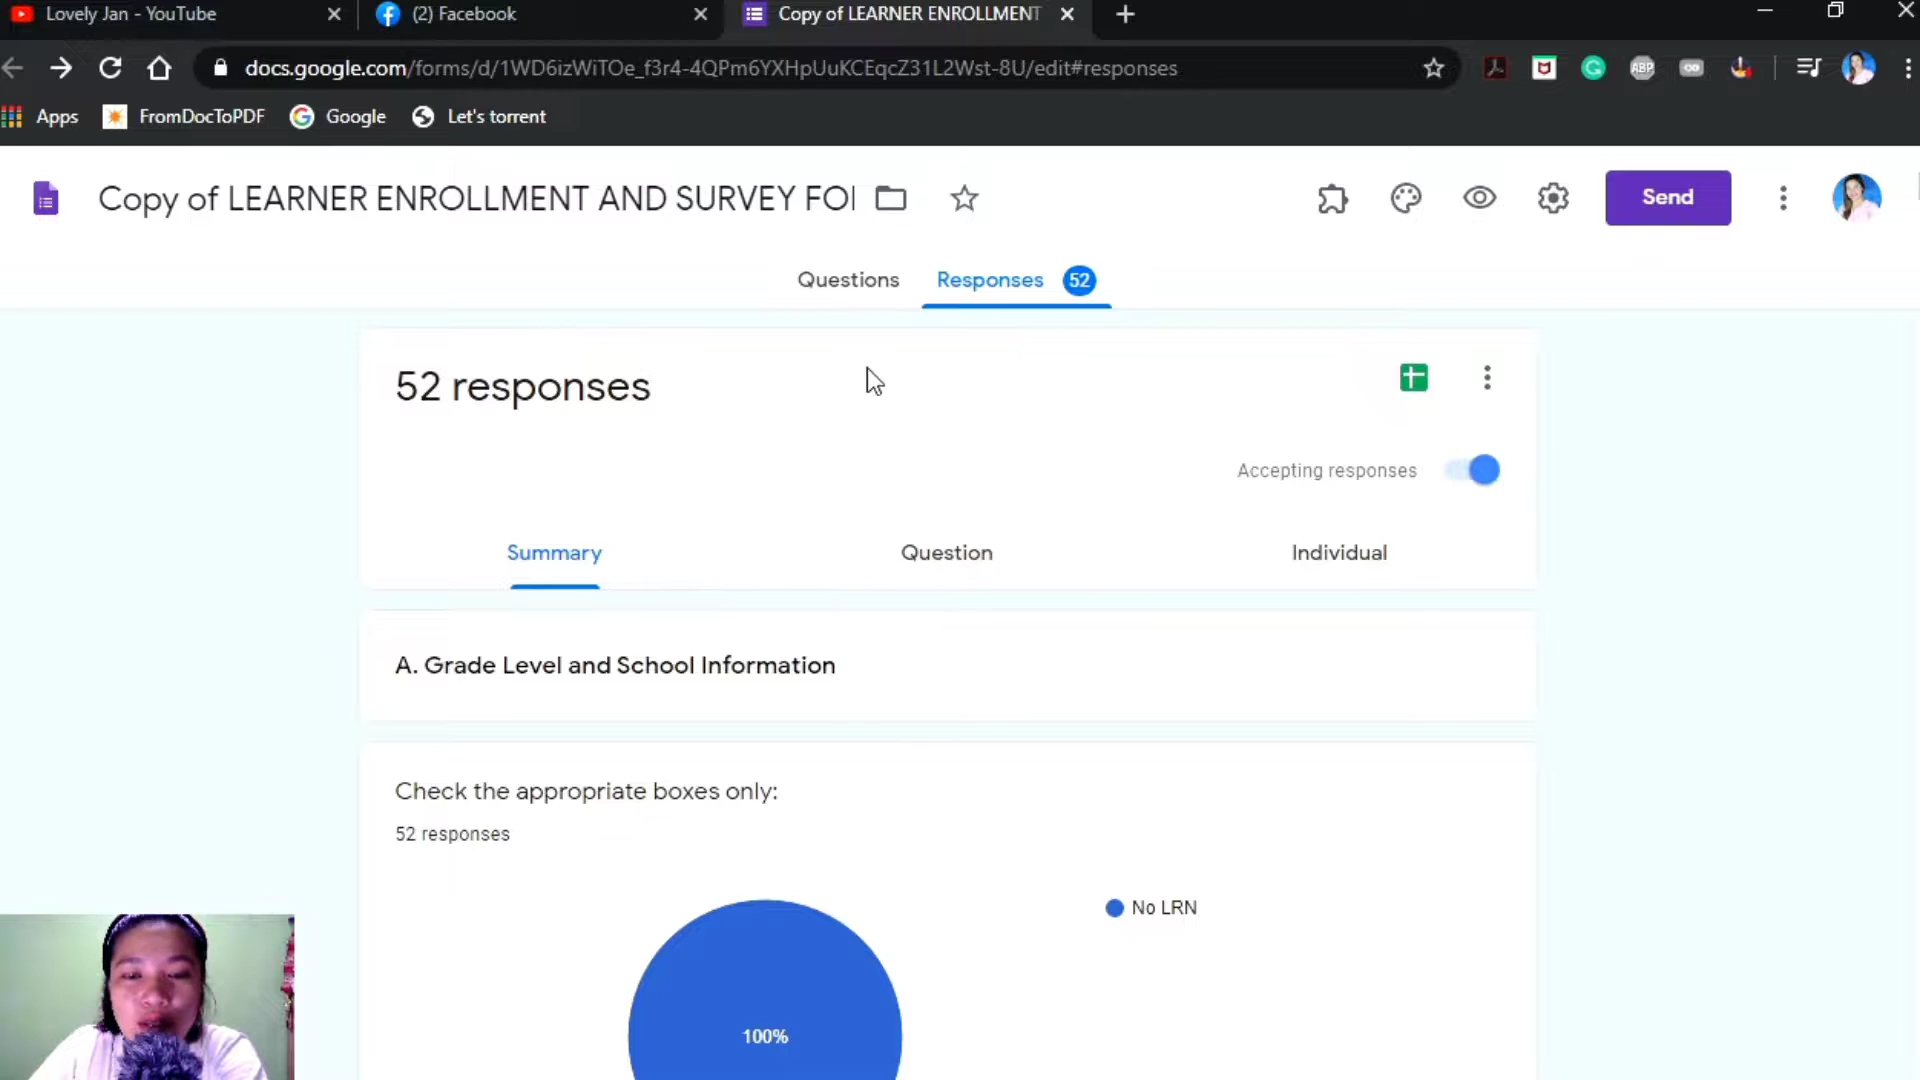 Lovely Jan - YouTube
(2) Facebook
Copy of LEARNER ENROLLMENT
docs.google.com/forms/d/1WD6izWiTOe_f3r4-4QPm6YXHpUuKCEqcZ31L2Wst-8U/edit#responses
ABP
Apps
FromDocToPDF
Google
Let's torrent
Copy of LEARNER ENROLLMENT AND SURVEY FOI
Send
Questions
Responses 52
52 responses
Accepting responses
Summary
Question
Individual
A. Grade Level and School Information
Check the appropriate boxes only:
52 responses
No LRN
100%